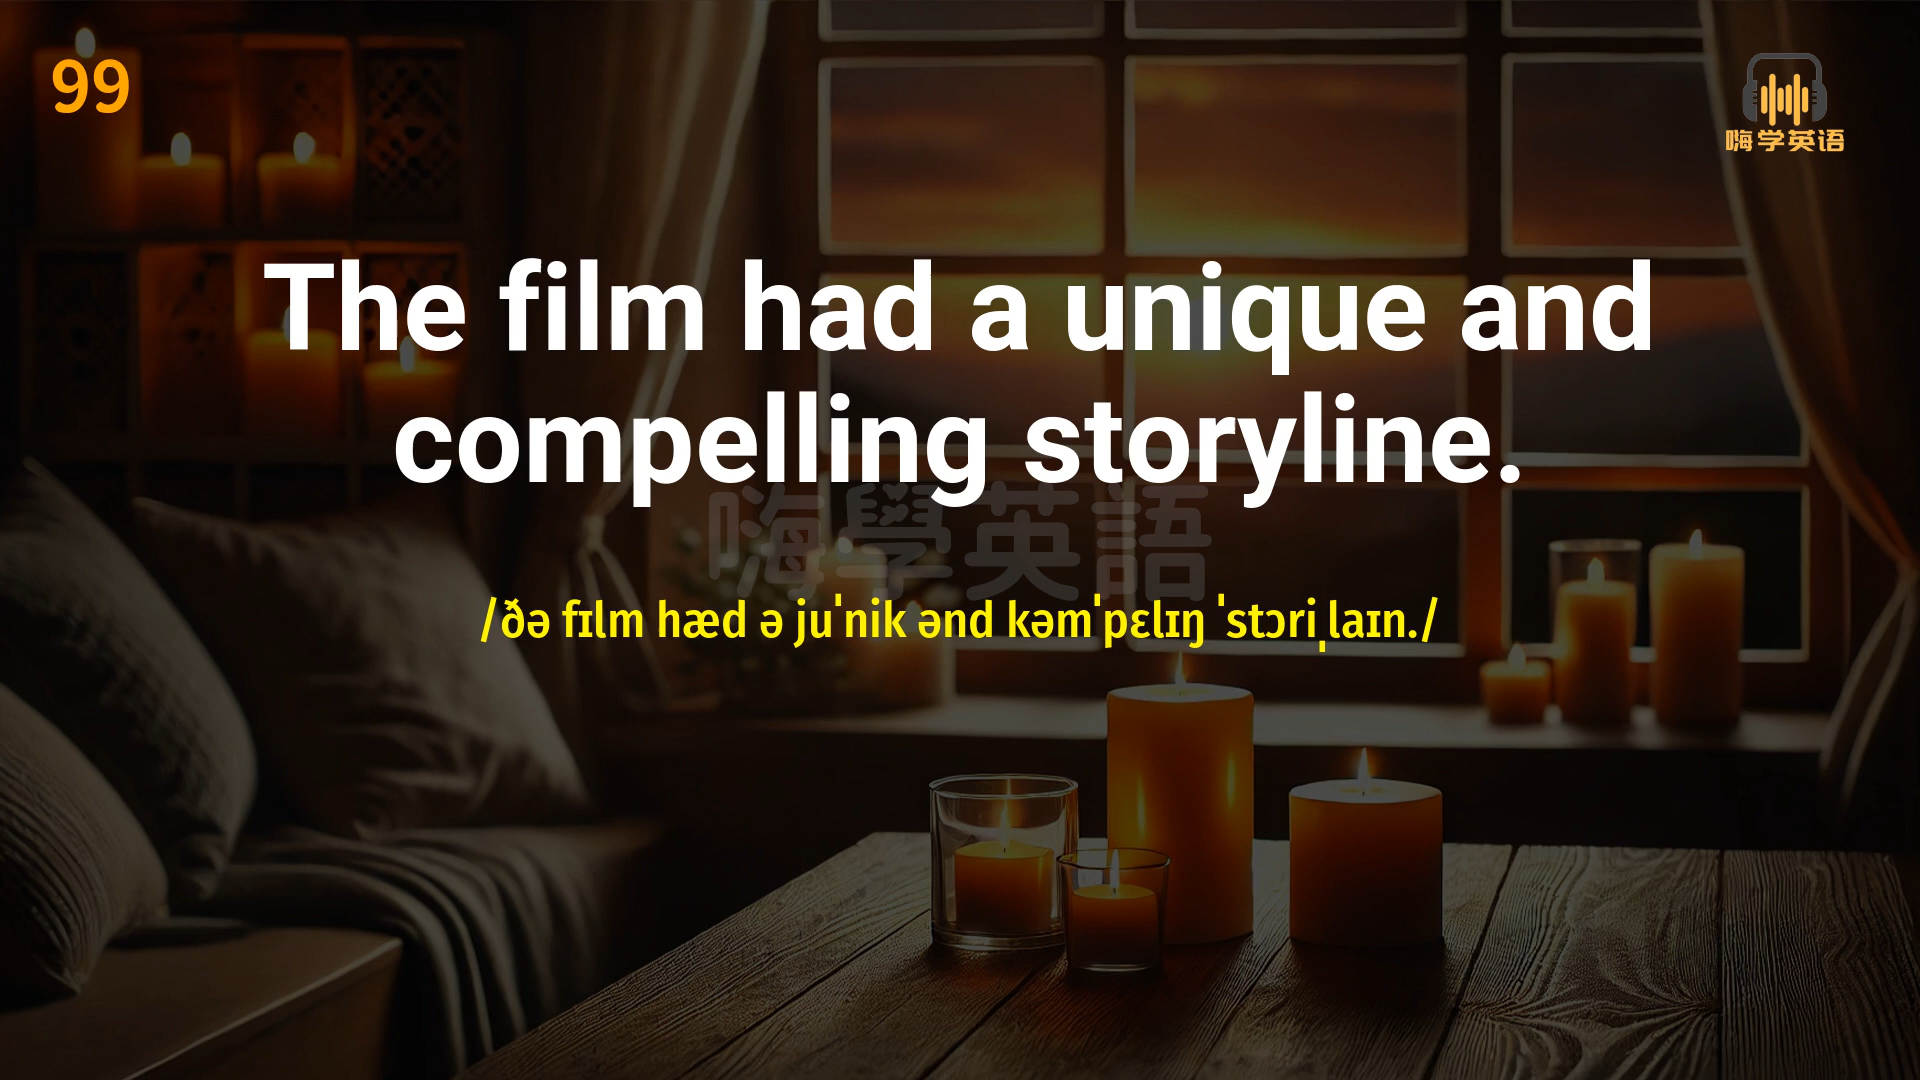 99
嗨学英语
The film had a unique and
compelling storyline.
嗨學英語
/ðə fɪlm hæd ə juˈnik ənd kəmˈpɛlɪŋ ˈstɔriˌlaɪn./